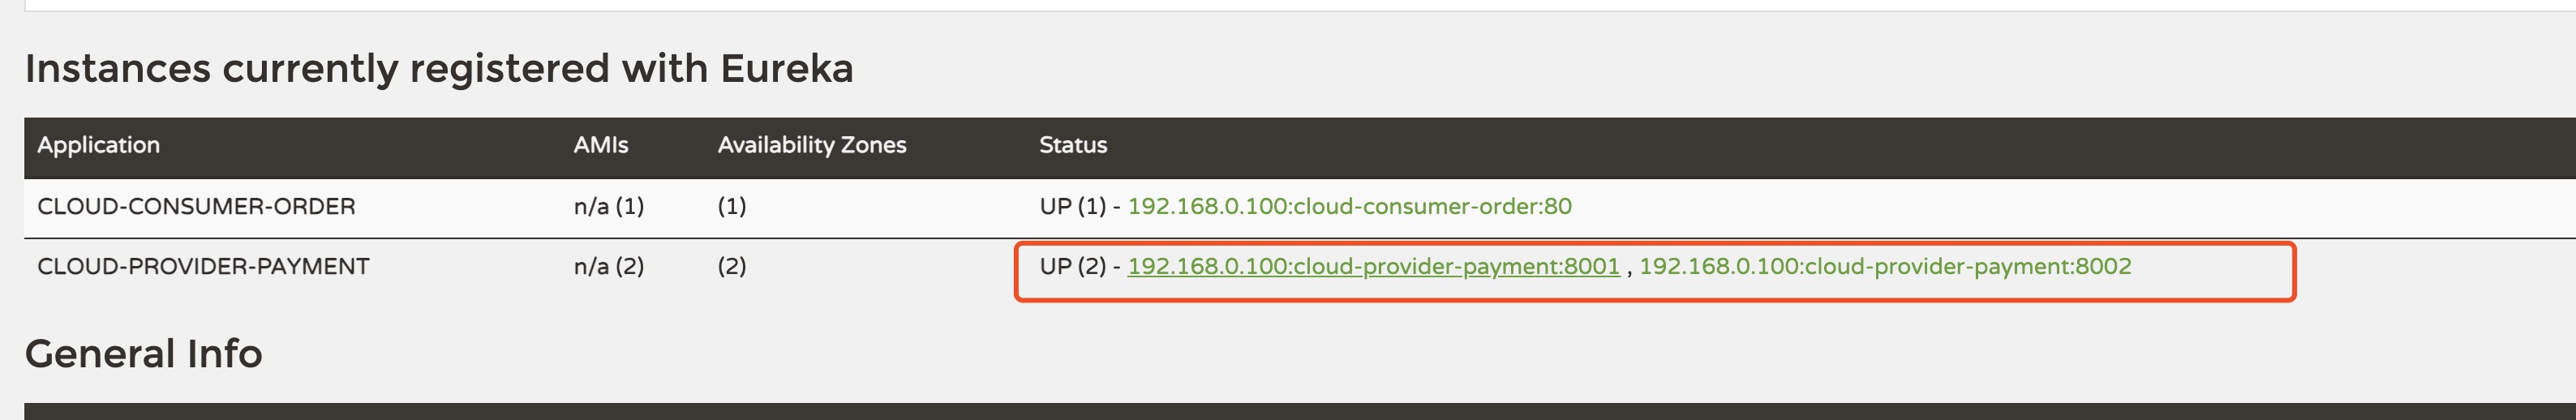 Instances currently registered with Eureka
Application AMIs Availability Zones Status
CLOUD-CONSUMER-ORDER n/a (1) (1) UP (1) - 192.168.0.100:cloud-consumer-order:80
CLOUD-PROVIDER-PAYMENT n/a (2) (2) UP (2) - 192.168.0.100:cloud-provider-payment:8001 , 192.168.0.100:cloud-provider-payment:8002
General Info